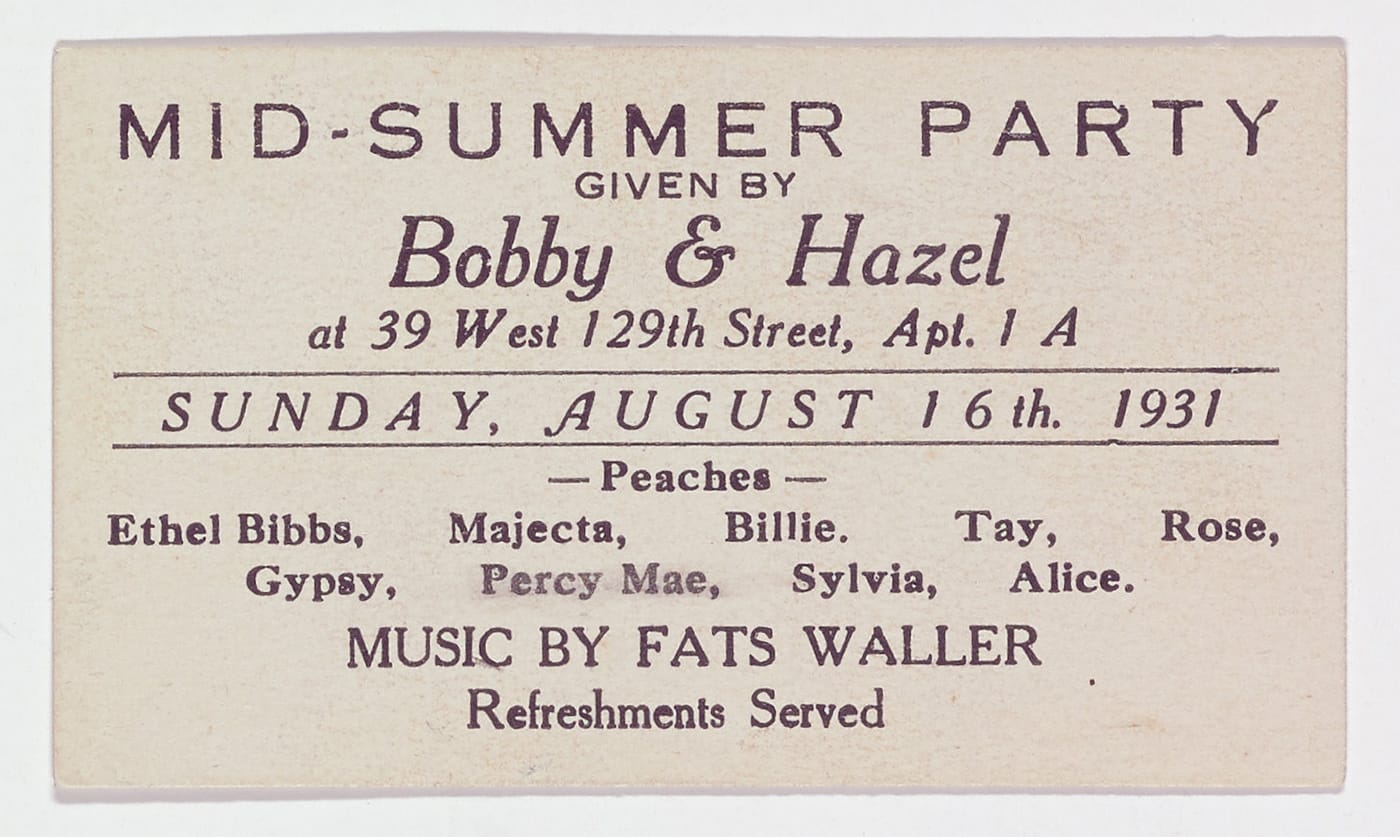 MID-SUMMER PARTY
GIVEN BY
Bobby & Hazel
at 39 West 129th Street, Apt. 1 A
SUNDAY, AUGUST 16th. 1931
— Peaches —
Ethel Bibbs, Majecta, Billie. Tay, Rose,
Gypsy, Percy Mae, Sylvia, Alice.
MUSIC BY FATS WALLER
Refreshments Served